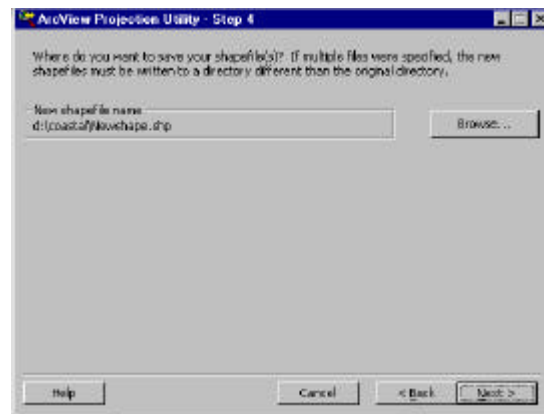 ArcView Projection Utility - Step 4
Where do you want to save your shapefile(s)? If multiple files were specified, the new
shapefiles must be written to a directory different than the original directory.
New shapefile name
d:\coastal\Newshape.shp
Browse...
Help
Cancel
< Back
Next >